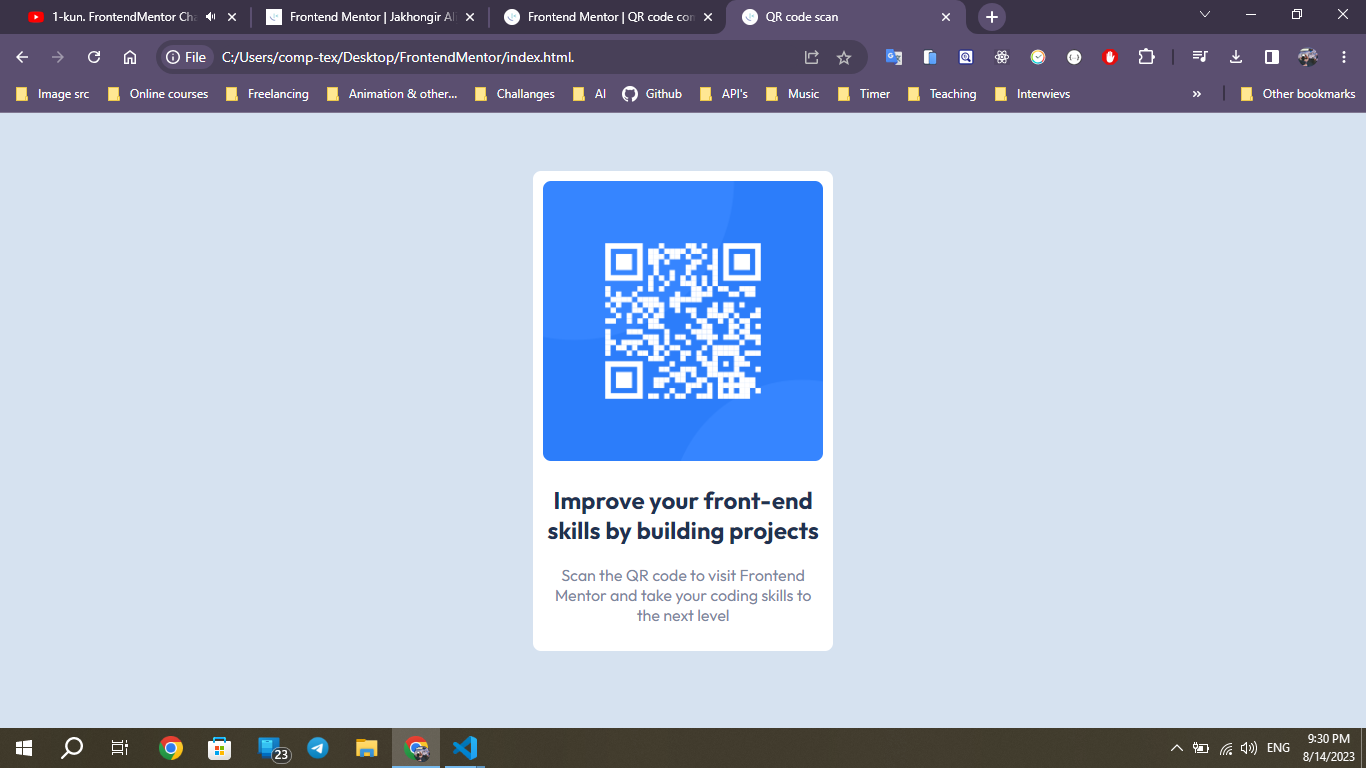 1-kun. FrontendMentor Cha
Frontend Mentor | Jakhongir Ali
Frontend Mentor | QR code con
QR code scan
File
C:/Users/comp-tex/Desktop/FrontendMentor/index.html.
Image src
Online courses
Freelancing
Animation & other...
Challanges
AI
Github
API's
Music
Timer
Teaching
Interwievs
»
Other bookmarks
Improve your front-end
skills by building projects
Scan the QR code to visit Frontend
Mentor and take your coding skills to
the next level
23
ENG
9:30 PM
8/14/2023